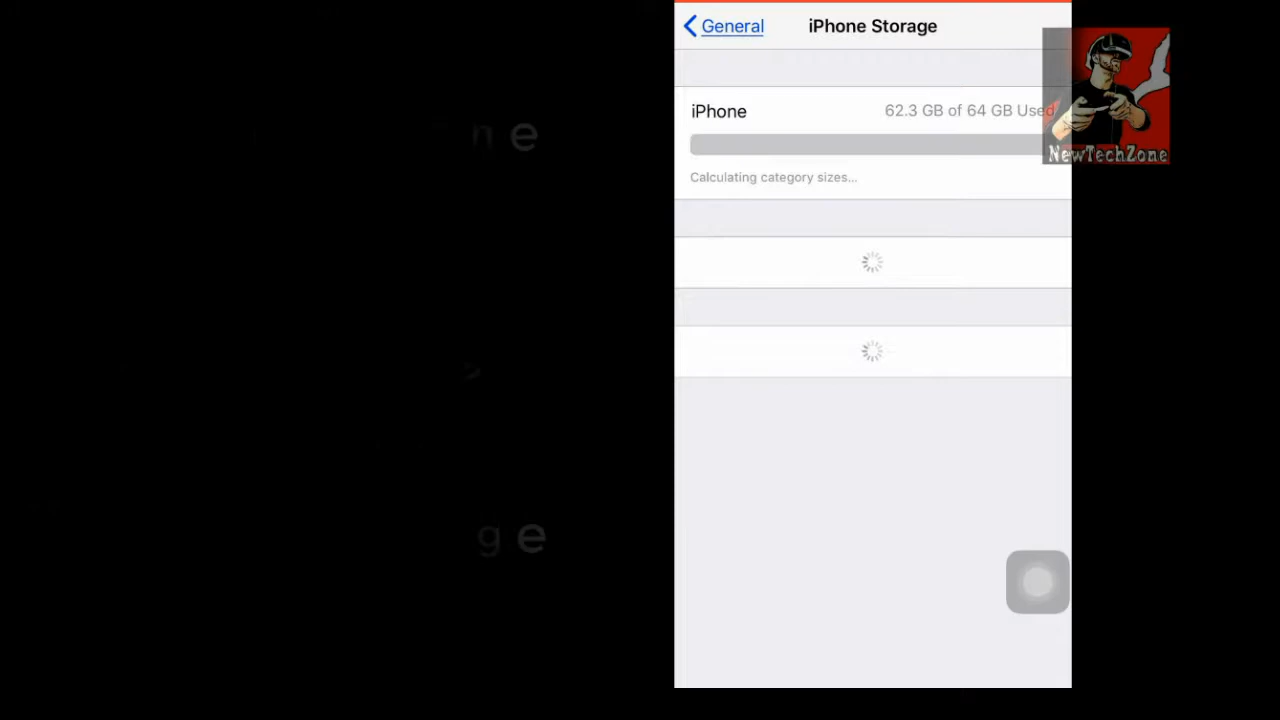 General
iPhone Storage
iPhone
62.3 GB of 64 GB Used
Calculating category sizes...
NewTechZone
n e
g e